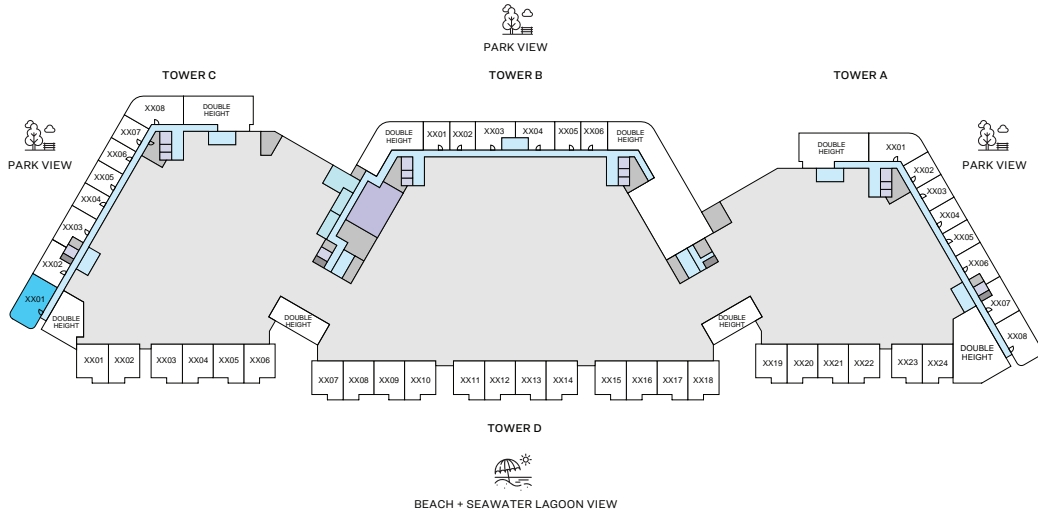 PARK VIEW
TOWER C
TOWER B
TOWER A
PARK VIEW
PARK VIEW
XX08
DOUBLE
HEIGHT
XX07
XX06
XX05
XX04
XX03
XX02
XX01
DOUBLE
HEIGHT
DOUBLE
HEIGHT
XX01
XX02
XX03
XX04
XX05
XX06
DOUBLE
HEIGHT
DOUBLE
HEIGHT
XX01
XX02
XX03
XX04
XX05
XX06
XX07
XX08
DOUBLE
HEIGHT
DOUBLE
HEIGHT
DOUBLE
HEIGHT
XX01
XX02
XX03
XX04
XX05
XX06
XX07
XX08
XX09
XX10
XX11
XX12
XX13
XX14
XX15
XX16
XX17
XX18
XX19
XX20
XX21
XX22
XX23
XX24
TOWER D
BEACH + SEAWATER LAGOON VIEW